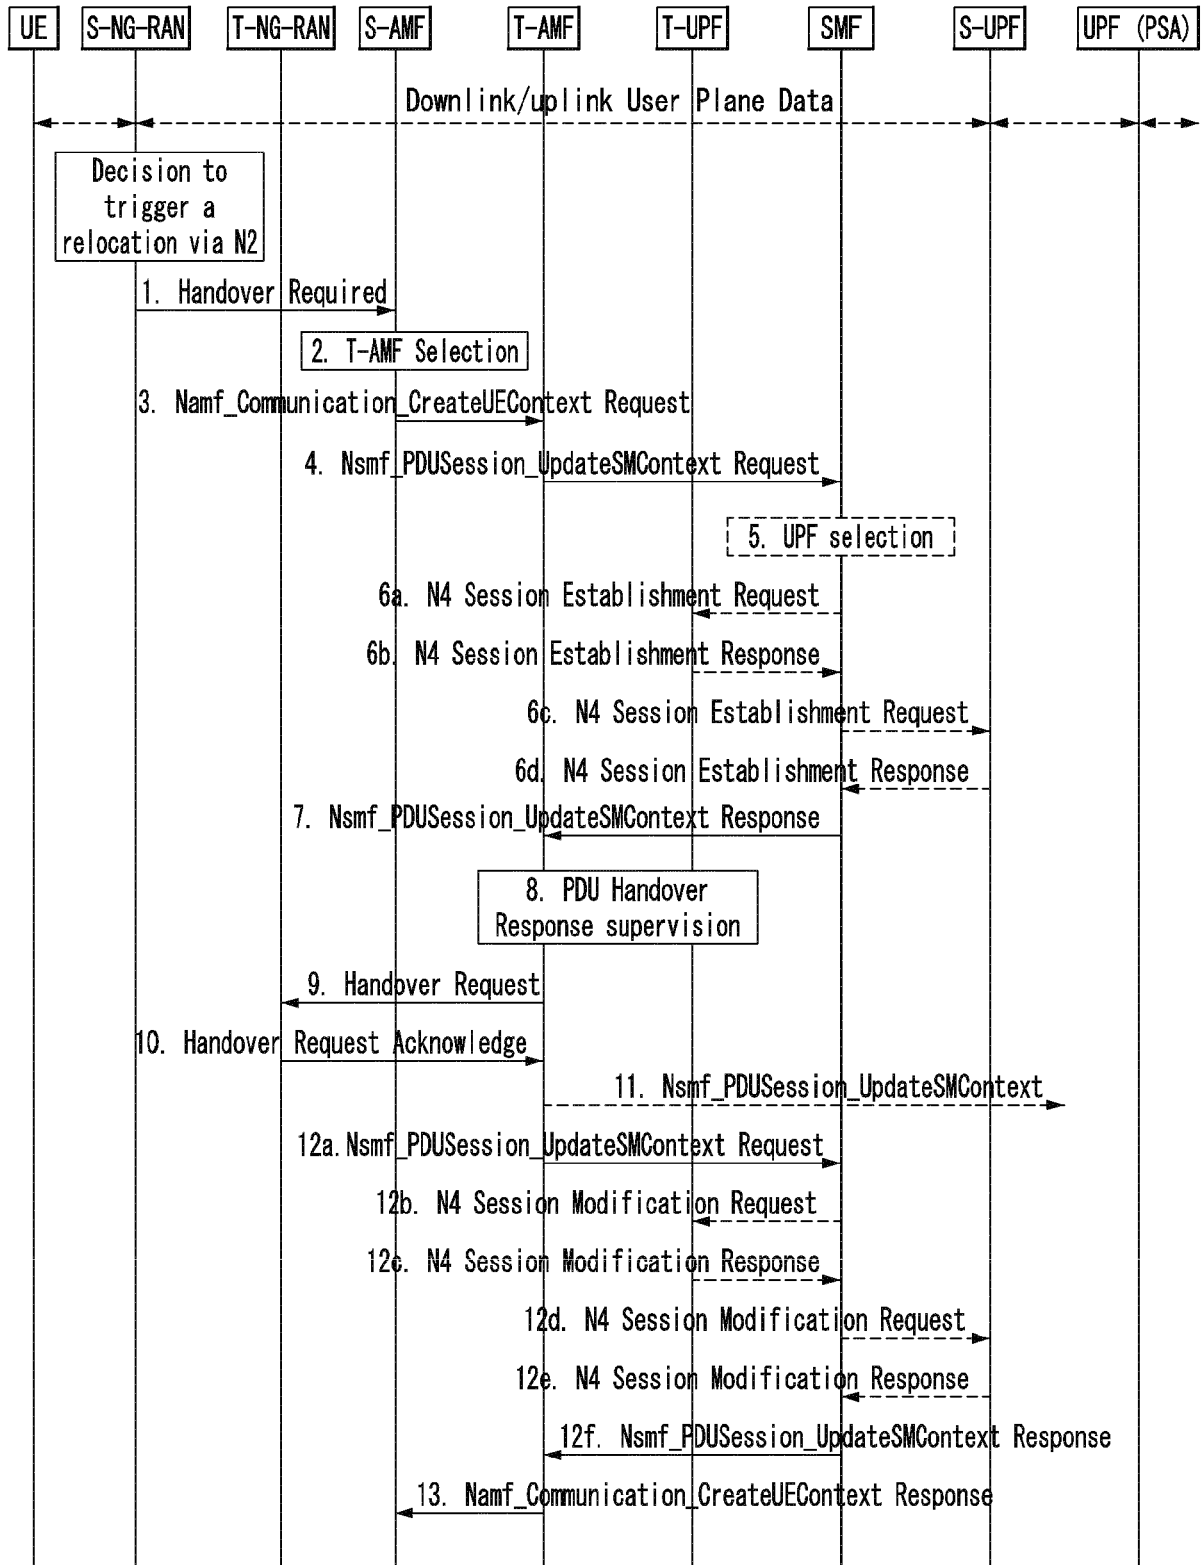 UE S-NG-RAN T-NG-RAN S-AMF T-AMF T-UPF SMF S-UPF UPF (PSA)
Downlink/uplink User Plane Data
Decision to
trigger a
relocation via N2
1. Handover Required
2. T-AMF Selection
3. Namf_Communication_CreateUEContext Request
4. Nsmf_PDUSession_UpdateSMContext Request
5. UPF selection
6a. N4 Session Establishment Request
6b. N4 Session Establishment Response
6c. N4 Session Establishment Request
6d. N4 Session Establishment Response
7. Nsmf_PDUSession_UpdateSMContext Response
8. PDU Handover
Response supervision
9. Handover Request
10. Handover Request Acknowledge
11. Nsmf_PDUSession_UpdateSMContext
12a. Nsmf_PDUSession_UpdateSMContext Request
12b. N4 Session Modification Request
12c. N4 Session Modification Response
12d. N4 Session Modification Request
12e. N4 Session Modification Response
12f. Nsmf_PDUSession_UpdateSMContext Response
13. Namf_Communication_CreateUEContext Response